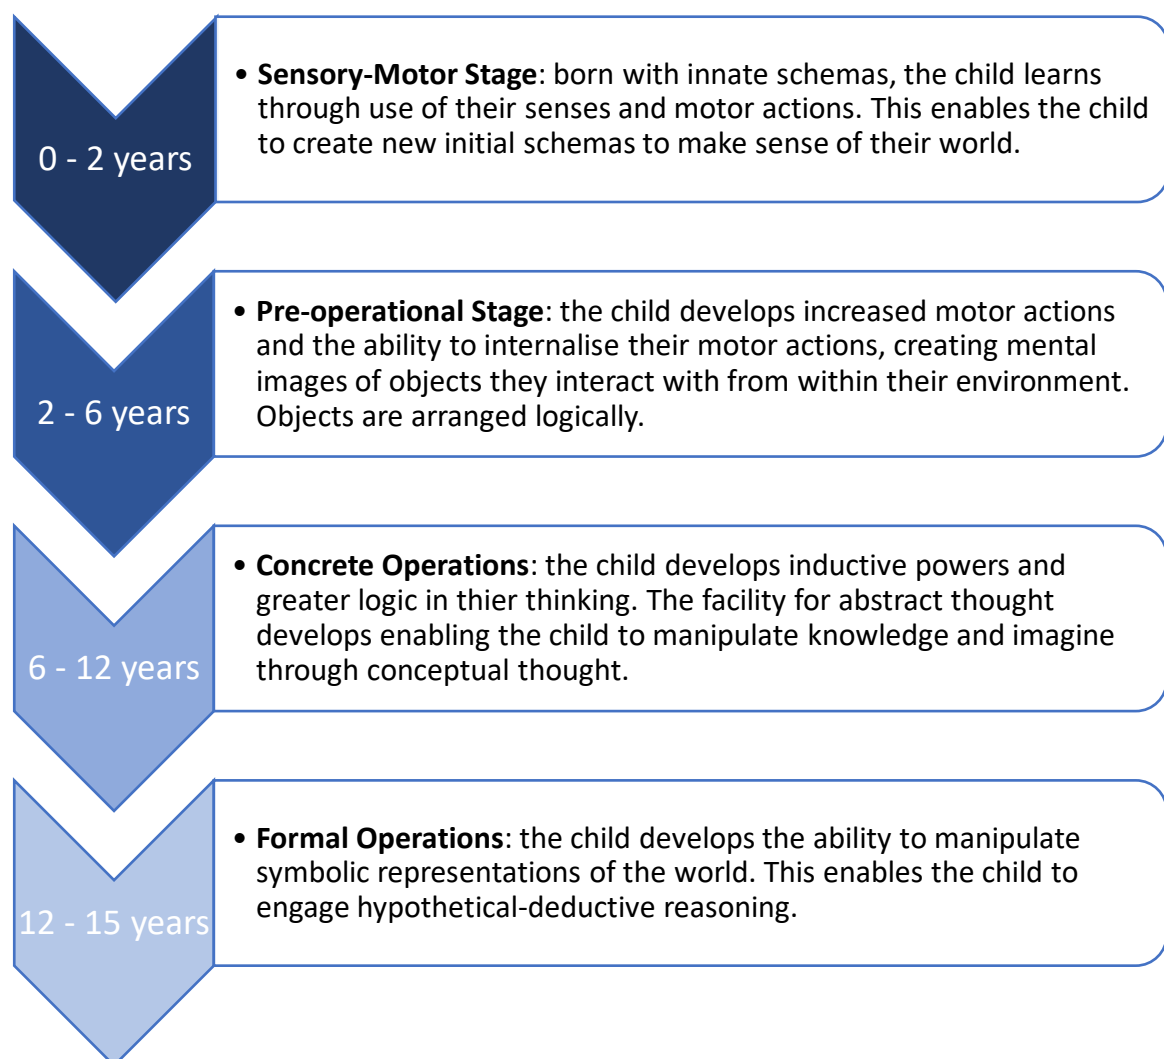 0 - 2 years
• Sensory-Motor Stage: born with innate schemas, the child learns
through use of their senses and motor actions. This enables the child
to create new initial schemas to make sense of their world.
2 - 6 years
• Pre-operational Stage: the child develops increased motor actions
and the ability to internalise their motor actions, creating mental
images of objects they interact with from within their environment.
Objects are arranged logically.
6 - 12 years
• Concrete Operations: the child develops inductive powers and
greater logic in thier thinking. The facility for abstract thought
develops enabling the child to manipulate knowledge and imagine
through conceptual thought.
12 - 15 years
• Formal Operations: the child develops the ability to manipulate
symbolic representations of the world. This enables the child to
engage hypothetical-deductive reasoning.